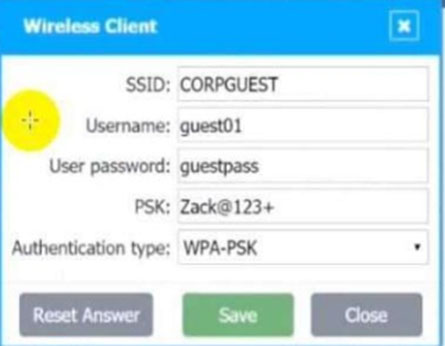 Wireless Client
SSID: CORPGUEST
Username: guest01
User password: guestpass
PSK: Zack@123+
Authentication type: WPA-PSK
Reset Answer Save Close